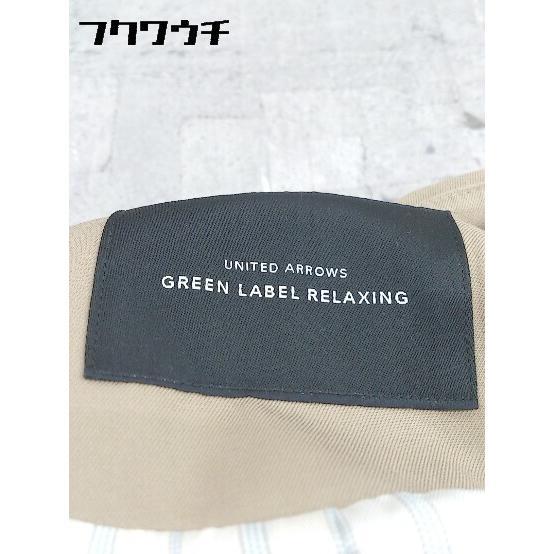 フクワウチ
UNITED ARROWS
GREEN LABEL RELAXING